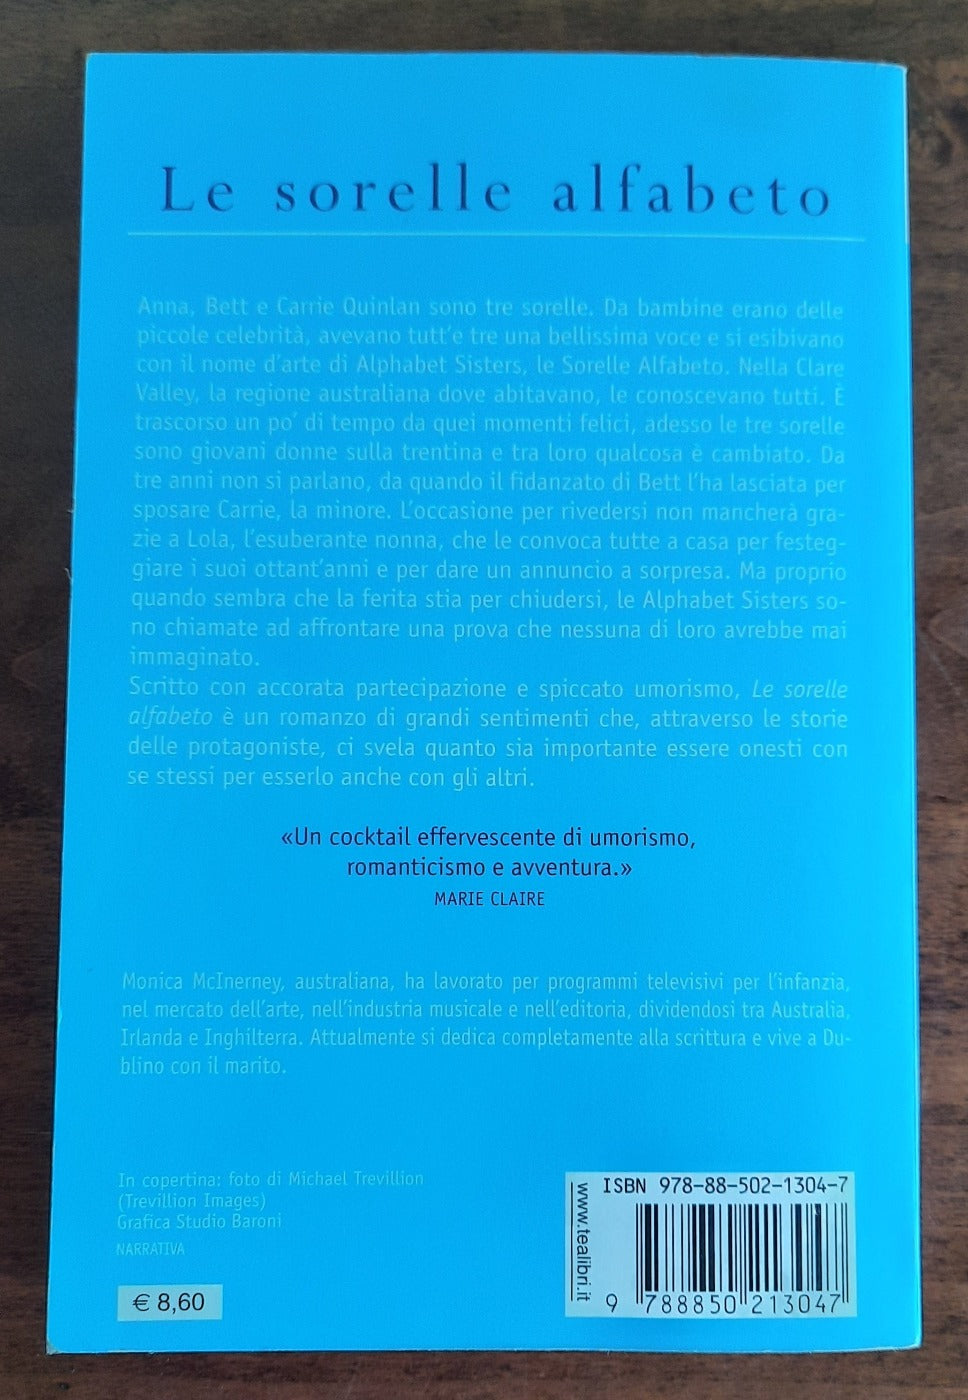 Le sorelle alfabeto
Anna, Bett e Carrie Quinlan sono tre sorelle. Da bambine erano delle
piccole celebrità, avevano tutt'e tre una bellissima voce e si esibivano
con il nome d'arte di Alphabet Sisters, le Sorelle Alfabeto. Nella Clare
Valley, la regione australiana dove abitavano, le conoscevano tutti. È
trascorso un po' di tempo da quei momenti felici, adesso le tre sorelle
sono giovani donne sulla trentina e tra loro qualcosa è cambiato. Da
tre anni non si parlano, da quando il fidanzato di Bett l'ha lasciata per
sposare Carrie, la minore. L'occasione per rivedersi non mancherà gra-
zie a Lola, l'esuberante nonna, che le convoca tutte a casa per festeg-
giare i suoi ottant'anni e per dare un annuncio a sorpresa. Ma proprio
quando sembra che la ferita stia per chiudersi, le Alphabet Sisters so-
no chiamate ad affrontare una prova che nessuna di loro avrebbe mai
immaginato.
Scritto con accorata partecipazione e spiccato umorismo, Le sorelle
alfabeto è un romanzo di grandi sentimenti che, attraverso le storie
delle protagoniste, ci svela quanto sia importante essere onesti con
se stessi per esserlo anche con gli altri.
«Un cocktail effervescente di umorismo,
romanticismo e avventura.»
MARIE CLAIRE
Monica McInerney, australiana, ha lavorato per programmi televisivi per l'infanzia,
nel mercato dell'arte, nell'industria musicale e nell'editoria, dividendosi tra Australia,
Irlanda e Inghilterra. Attualmente si dedica completamente alla scrittura e vive a Du-
blino con il marito.
In copertina: foto di Michael Trevillion
(Trevillion Images)
Grafica Studio Baroni
NARRATIVA
€ 8,60
www.tealibri.it
ISBN 978-88-502-1304-7
9 788850 213047